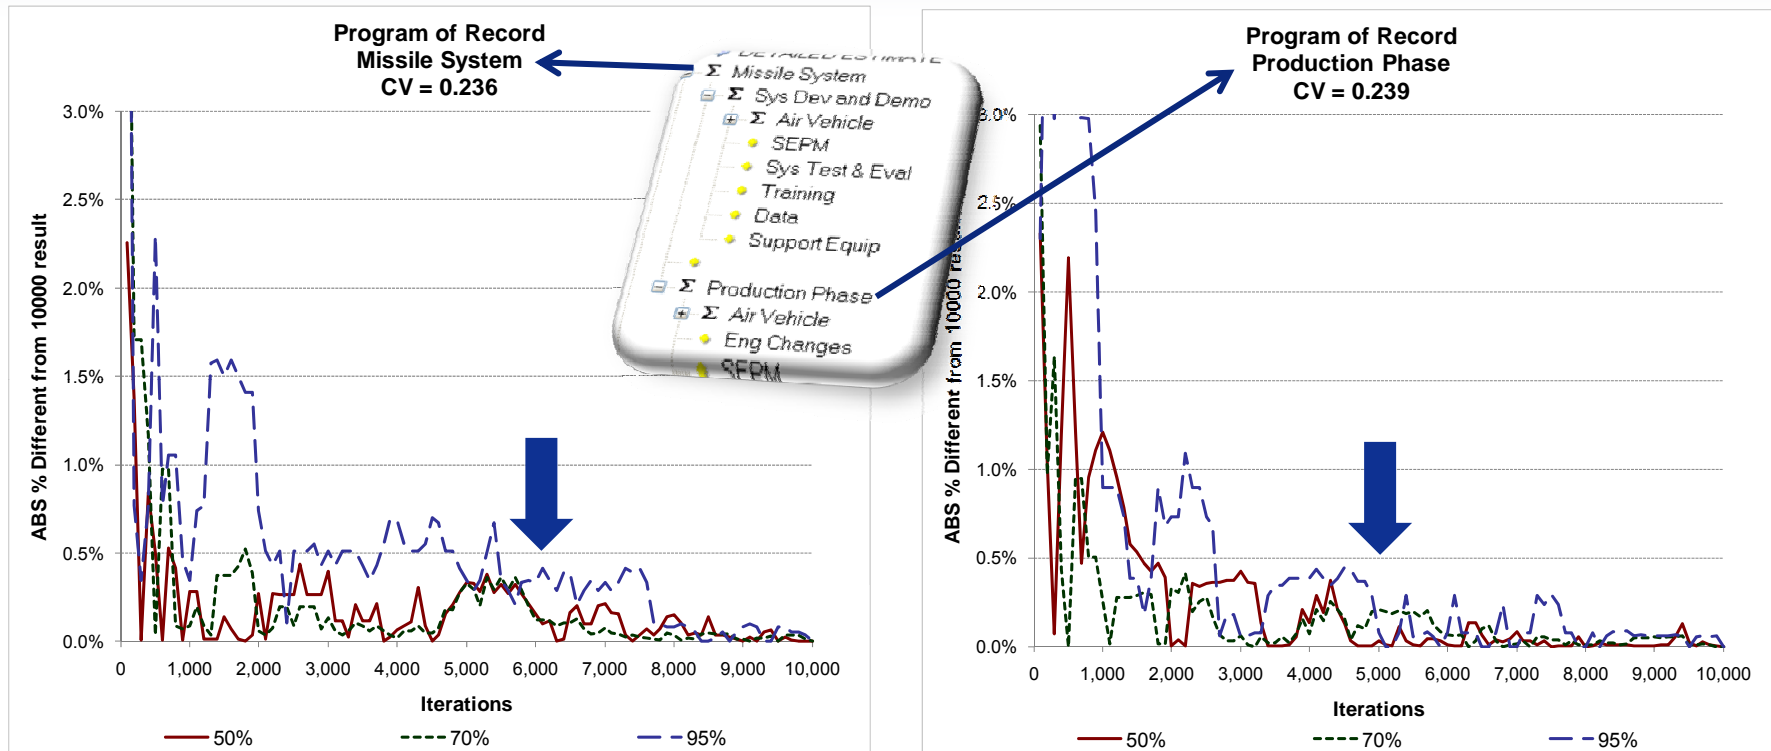 Program of Record
Missile System
CV = 0.236
ABS % Different from 10000 result
3.0%
2.5%
2.0%
1.5%
1.0%
0.5%
0.0%
0
1,000
2,000
3,000
4,000
5,000
6,000
7,000
8,000
9,000
10,000
Iterations
50%
70%
95%
DETAILED ESTIMATE
Σ Missile System
Σ Sys Dev and Demo
Σ Air Vehicle
SEPM
Sys Test & Eval
Training
Data
Support Equip
Σ Production Phase
Σ Air Vehicle
Eng Changes
SEPM
Program of Record
Production Phase
CV = 0.239
ABS % Different from 10000 result
3.0%
2.5%
2.0%
1.5%
1.0%
0.5%
0.0%
0
1,000
2,000
3,000
4,000
5,000
6,000
7,000
8,000
9,000
10,000
Iterations
50%
70%
95%